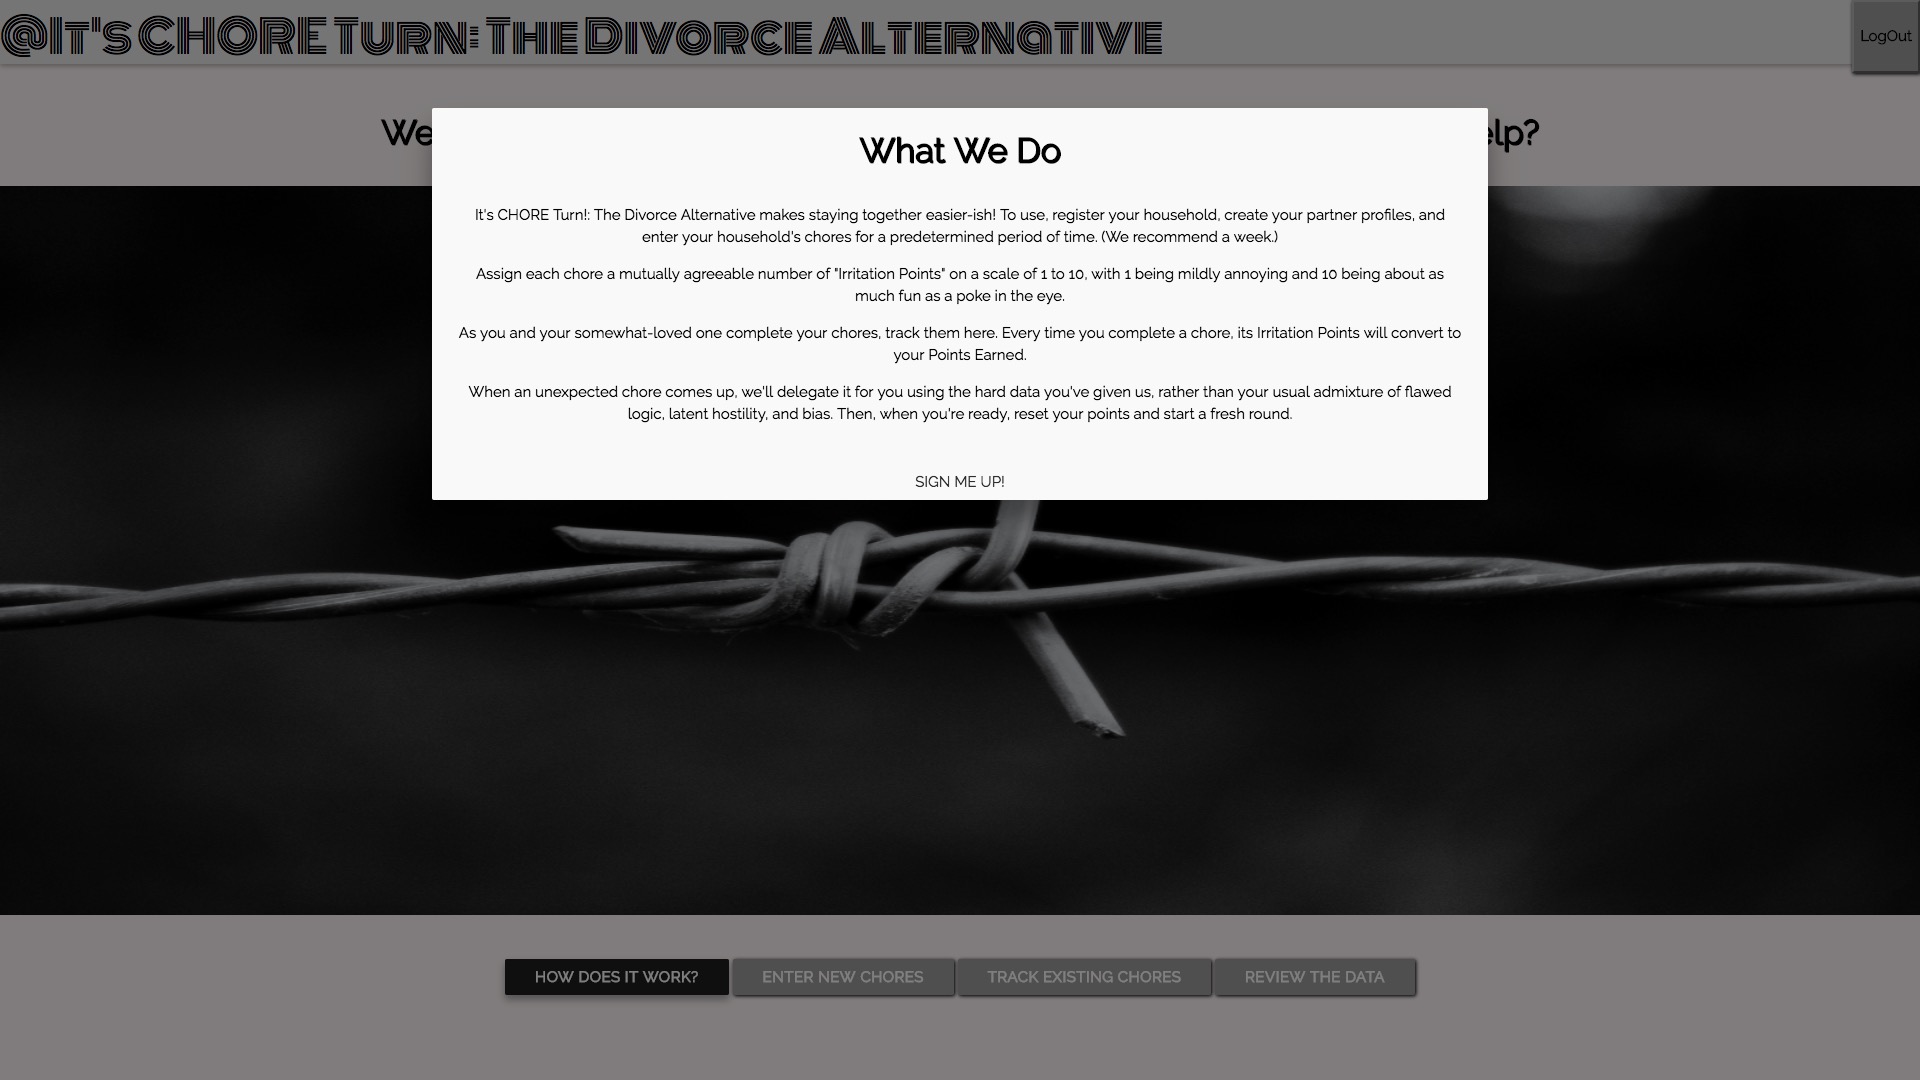 @It's CHORE Turn: The Divorce Alternative
LogOut
We
elp?
What We Do
It's CHORE Turn!: The Divorce Alternative makes staying together easier-ish! To use, register your household, create your partner profiles, and
enter your household's chores for a predetermined period of time. (We recommend a week.)
Assign each chore a mutually agreeable number of "Irritation Points" on a scale of 1 to 10, with 1 being mildly annoying and 10 being about as
much fun as a poke in the eye.
As you and your somewhat-loved one complete your chores, track them here. Every time you complete a chore, its Irritation Points will convert to
your Points Earned.
When an unexpected chore comes up, we'll delegate it for you using the hard data you've given us, rather than your usual admixture of flawed
logic, latent hostility, and bias. Then, when you're ready, reset your points and start a fresh round.
SIGN ME UP!
HOW DOES IT WORK?
ENTER NEW CHORES
TRACK EXISTING CHORES
REVIEW THE DATA